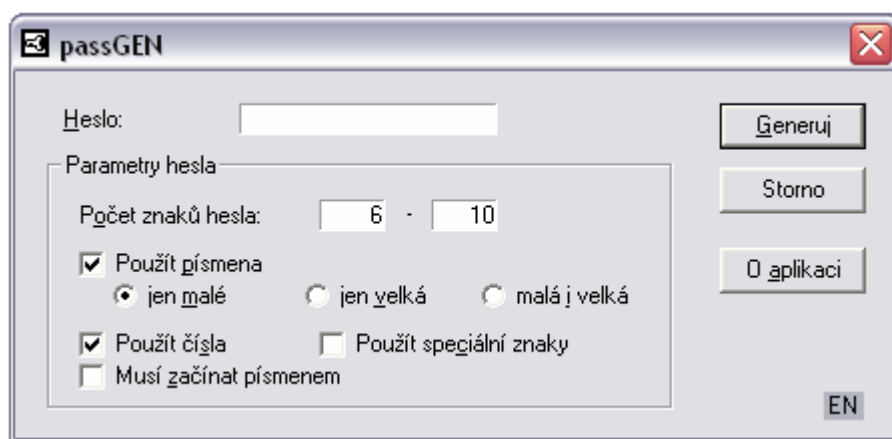 passGEN
Heslo:
Generuj
Parametry hesla
Storno
Počet znaků hesla: 6 - 10
Použít písmena
O aplikaci
jen malé jen velká malá i velká
Použít čísla Použít speciální znaky
Musí začínat písmenem
EN